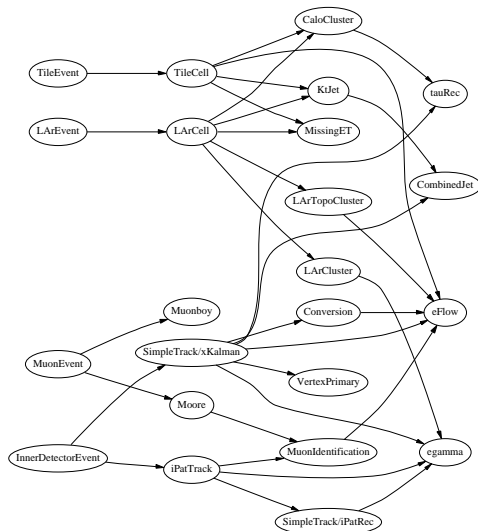 CaloCluster
TileEvent
TileCell
tauRec
KtJet
LArEvent
LArCell
MissingET
CombinedJet
LArTopoCluster
LArCluster
Muonboy
Conversion
eFlow
SimpleTrack/xKalman
MuonEvent
VertexPrimary
Moore
InnerDetectorEvent
iPatTrack
MuonIdentification
egamma
SimpleTrack/iPatRec